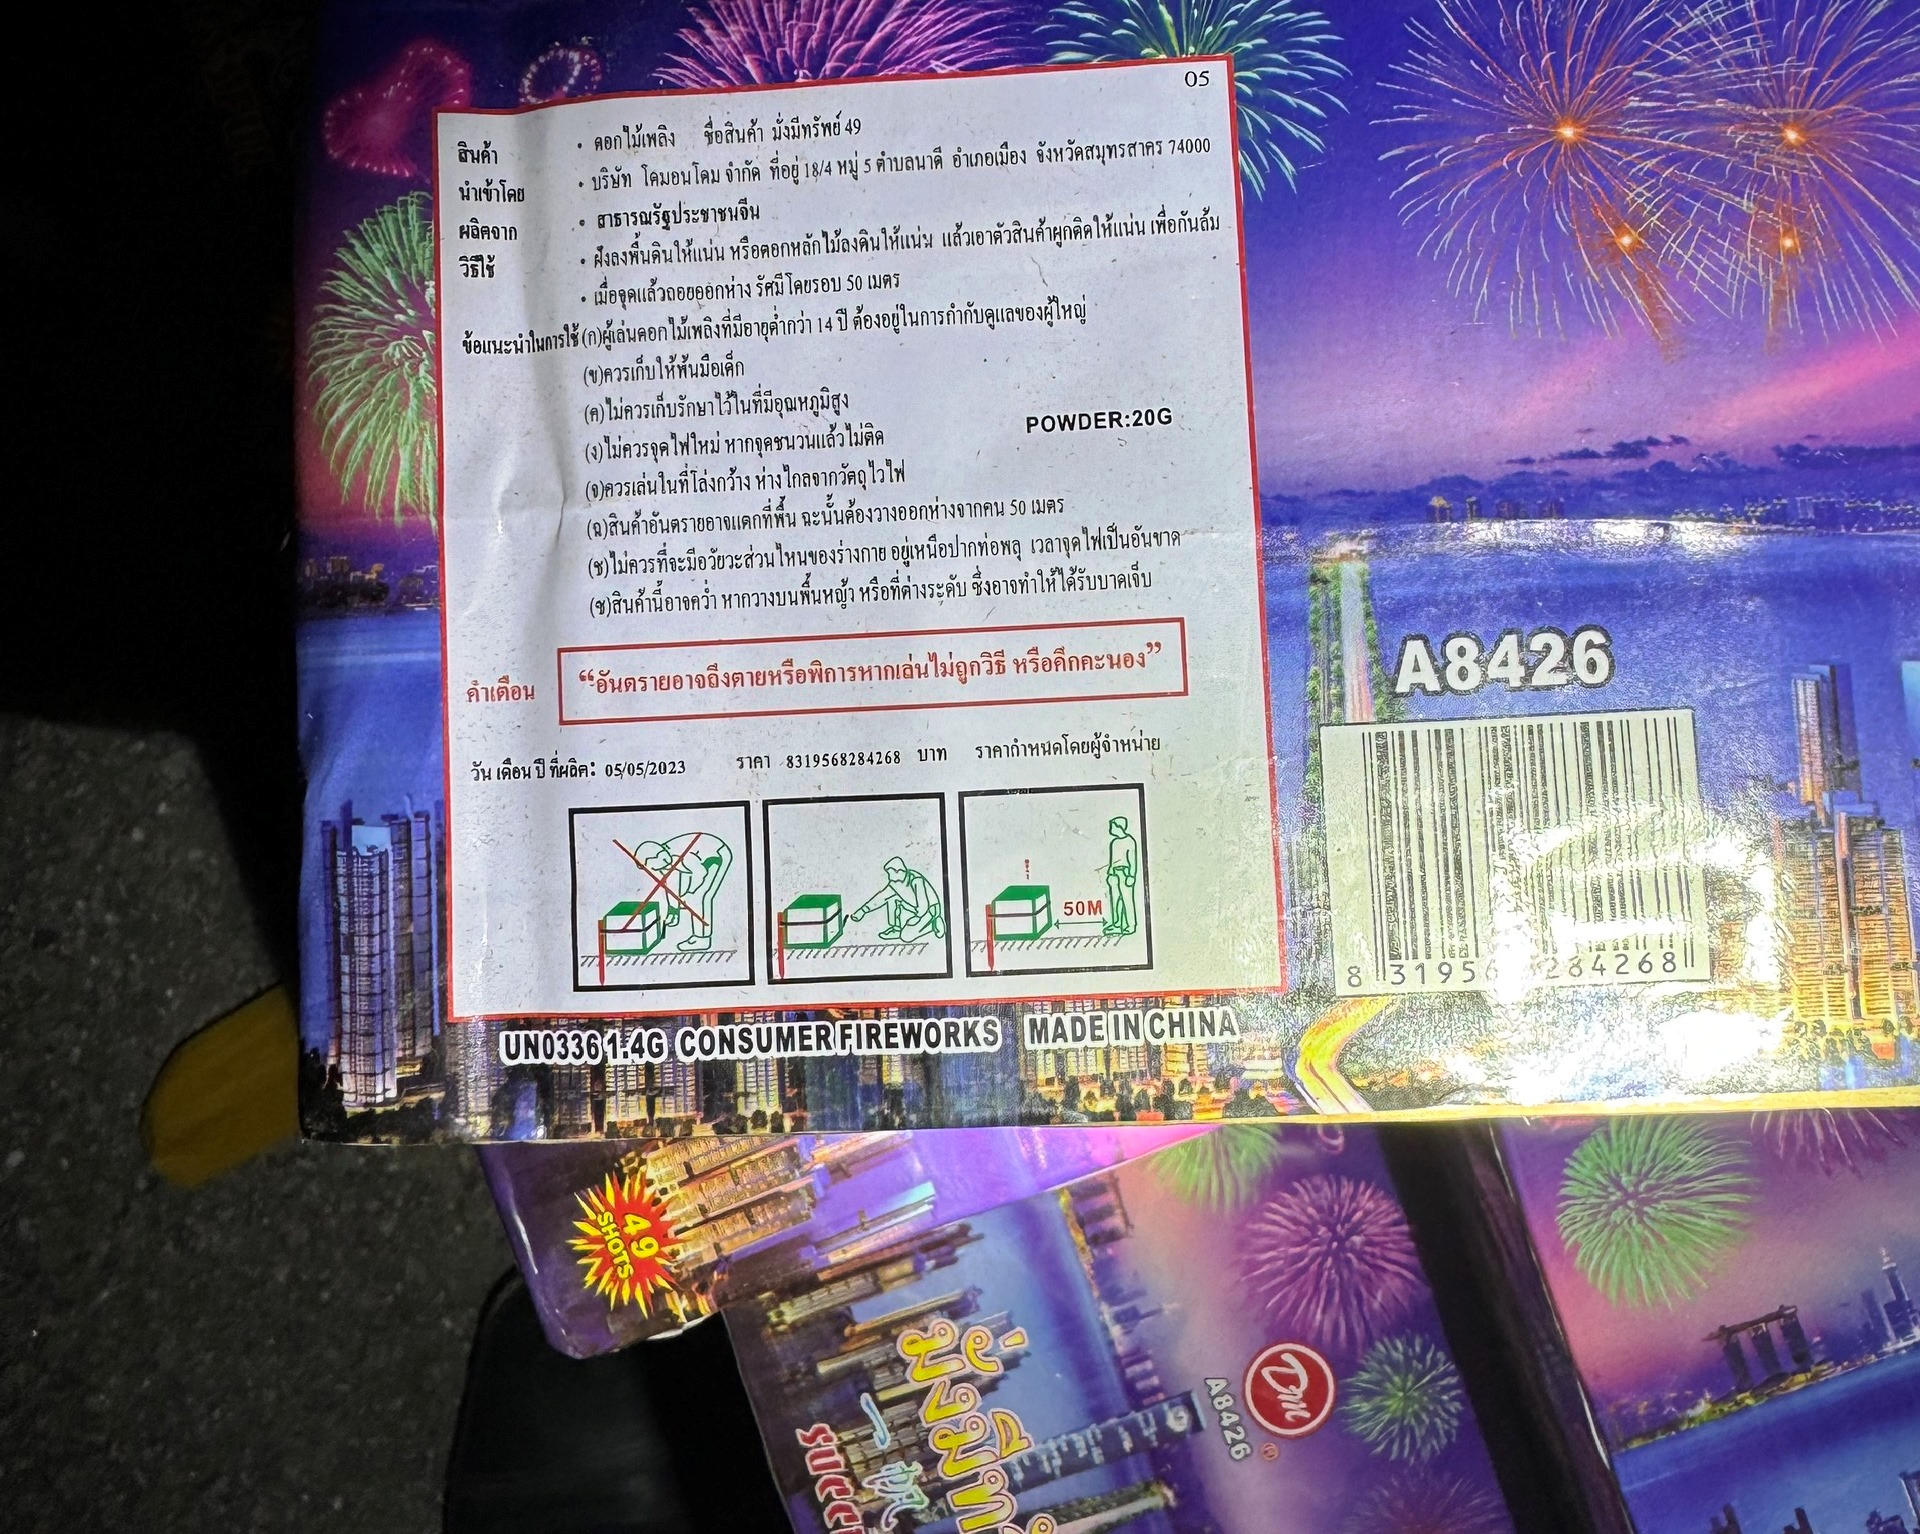 05
สินค้า • ดอกไม้เพลิง ชื่อสินค้า มั่งมีทรัพย์ 49
นำเข้าโดย • บริษัท โคมอนโดม จำกัด ที่อยู่ 18/4 หมู่ 5 ตำบลนาดี อำเภอเมือง จังหวัดสมุทรสาคร 74000
ผลิตจาก • สาธารณรัฐประชาชนจีน
วิธีใช้ • ฝังลงพื้นดินให้แน่น หรือตอกหลักไม้ลงดินให้แน่น แล้วเอาตัวสินค้าผูกติดให้แน่น เพื่อกันล้ม
• เมื่อจุดแล้วถอยออกห่าง รัศมีโดยรอบ 50 เมตร
ข้อแนะนำในการใช้ (ก)ผู้เล่นดอกไม้เพลิงที่มีอายุต่ำกว่า 14 ปี ต้องอยู่ในการกำกับดูแลของผู้ใหญ่
(ข)ควรเก็บให้พ้นมือเด็ก
(ค)ไม่ควรเก็บรักษาไว้ในที่มีอุณหภูมิสูง
(ง)ไม่ควรจุดไฟใหม่ หากจุดชนวนแล้วไม่ติด
POWDER:20G
(จ)ควรเล่นในที่โล่งกว้าง ห่างไกลจากวัตถุไวไฟ
(ฉ)สินค้าอันตรายอาจแตกที่พื้น ฉะนั้นต้องวางออกห่างจากคน 50 เมตร
(ช)ไม่ควรที่จะมีอวัยวะส่วนไหนของร่างกาย อยู่เหนือปากท่อพลุ เวลาจุดไฟเป็นอันขาด
(ซ)สินค้านี้อาจคว่ำ หากวางบนพื้นหญ้า หรือที่ต่างระดับ ซึ่งอาจทำให้ได้รับบาดเจ็บ
คำเตือน “อันตรายอาจถึงตายหรือพิการหากเล่นไม่ถูกวิธี หรือคึกคะนอง”
วัน เดือน ปี ที่ผลิต: 05/05/2023 ราคา 8319568284268 บาท ราคากำหนดโดยผู้จำหน่าย
50M
UN0336 1.4G CONSUMER FIREWORKS MADE IN CHINA
A8426
8 31956 284268
49
SHOTS
Dm
®
A8426